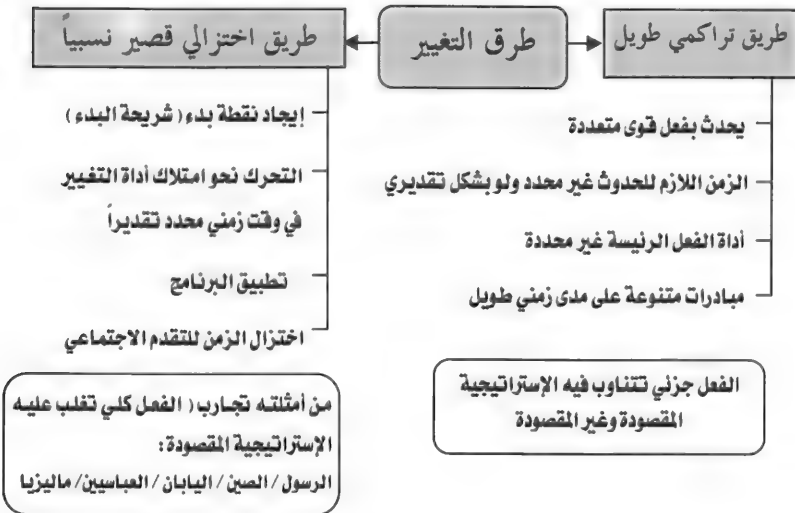 طرق التغيير
طريق تراكمي طويل
يحدث بفعل قوى متعددة
الزمن اللازم للحدوث غير محدد ولو بشكل تقديري
أداة الفعل الرئيسة غير محددة
مبادرات متنوعة على مدى زمني طويل
الفعل جزئي تتناوب فيه الإستراتيجية
المقصودة وغير المقصودة
طريق اختزالي قصير نسبياً
إيجاد نقطة بدء ( شريحة البدء )
التحرك نحو امتلاك أداة التغيير
في وقت زمني محدد تقديراً
تطبيق البرنامج
اختزال الزمن للتقدم الاجتماعي
من أمثلته تجارب ( الفعل كلي تغلب عليه
الإستراتيجية المقصودة :
الرسول / الصين / اليابان / العباسيين / ماليزيا